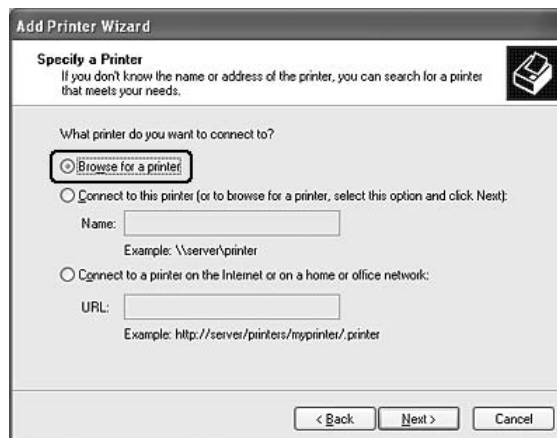 Add Printer Wizard
Specify a Printer
If you don't know the name or address of the printer, you can search for a printer
that meets your needs.
What printer do you want to connect to?
Browse for a printer
Connect to this printer (or to browse for a printer, select this option and click Next):
Name:
Example: \\server\printer
Connect to a printer on the Internet or on a home or office network:
URL:
Example: http://server/printers/myprinter/.printer
< Back Next > Cancel